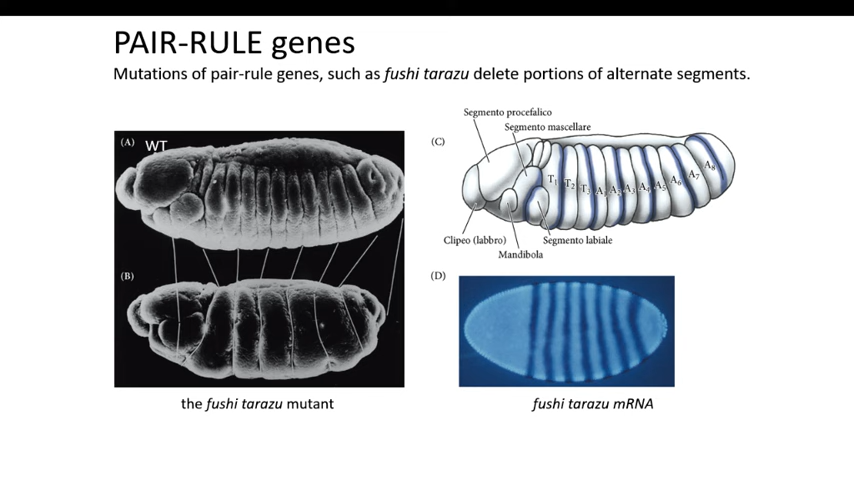 PAIR-RULE genes
Mutations of pair-rule genes, such as fushi tarazu delete portions of alternate segments.
(A) WT
(B)
the fushi tarazu mutant
(C)
Segmento procefalico
Segmento mascellare
T1 T2 T3 A1 A2 A3 A4 A5 A6 A7 A8
Clipeo (labbro)
Segmento labiale
Mandibola
(D)
fushi tarazu mRNA